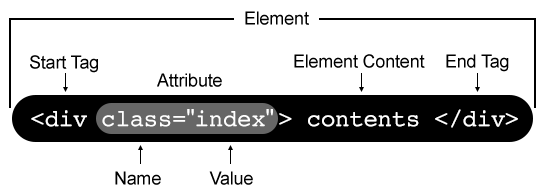 Element
Start Tag
Attribute
Element Content
End Tag
<div class="index"> contents </div>
Name
Value